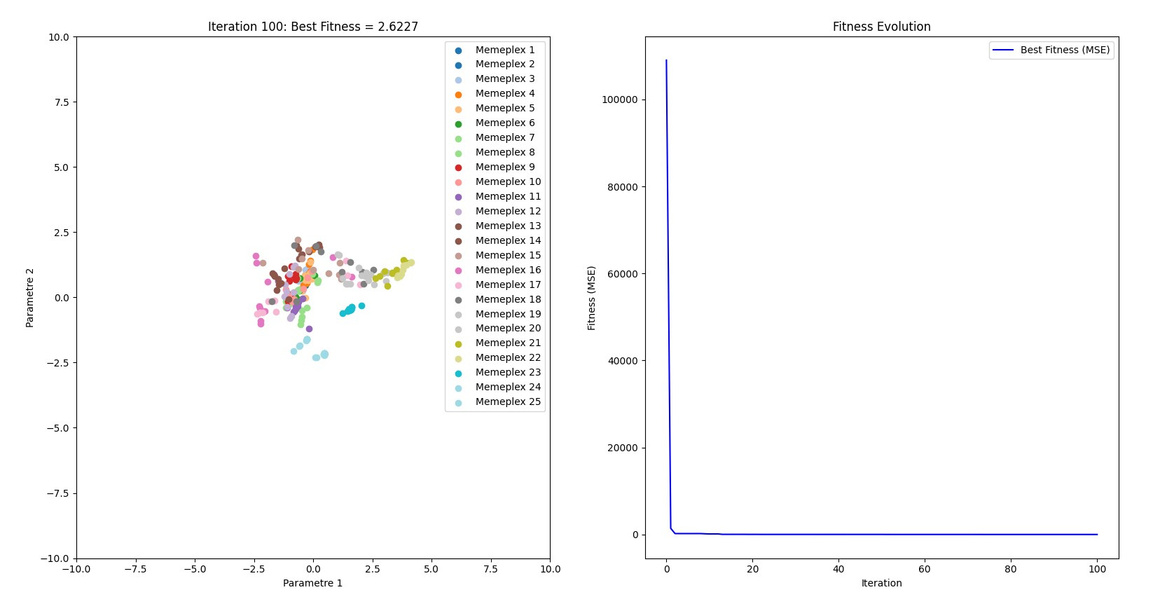 Iteration 100: Best Fitness = 2.6227
10.0
7.5
5.0
2.5
0.0
−2.5
−5.0
−7.5
−10.0
Parametre 2
−10.0 −7.5 −5.0 −2.5 0.0 2.5 5.0 7.5 10.0
Parametre 1
Memeplex 1
Memeplex 2
Memeplex 3
Memeplex 4
Memeplex 5
Memeplex 6
Memeplex 7
Memeplex 8
Memeplex 9
Memeplex 10
Memeplex 11
Memeplex 12
Memeplex 13
Memeplex 14
Memeplex 15
Memeplex 16
Memeplex 17
Memeplex 18
Memeplex 19
Memeplex 20
Memeplex 21
Memeplex 22
Memeplex 23
Memeplex 24
Memeplex 25
Fitness Evolution
Best Fitness (MSE)
100000
80000
60000
40000
20000
0
Fitness (MSE)
0 20 40 60 80 100
Iteration